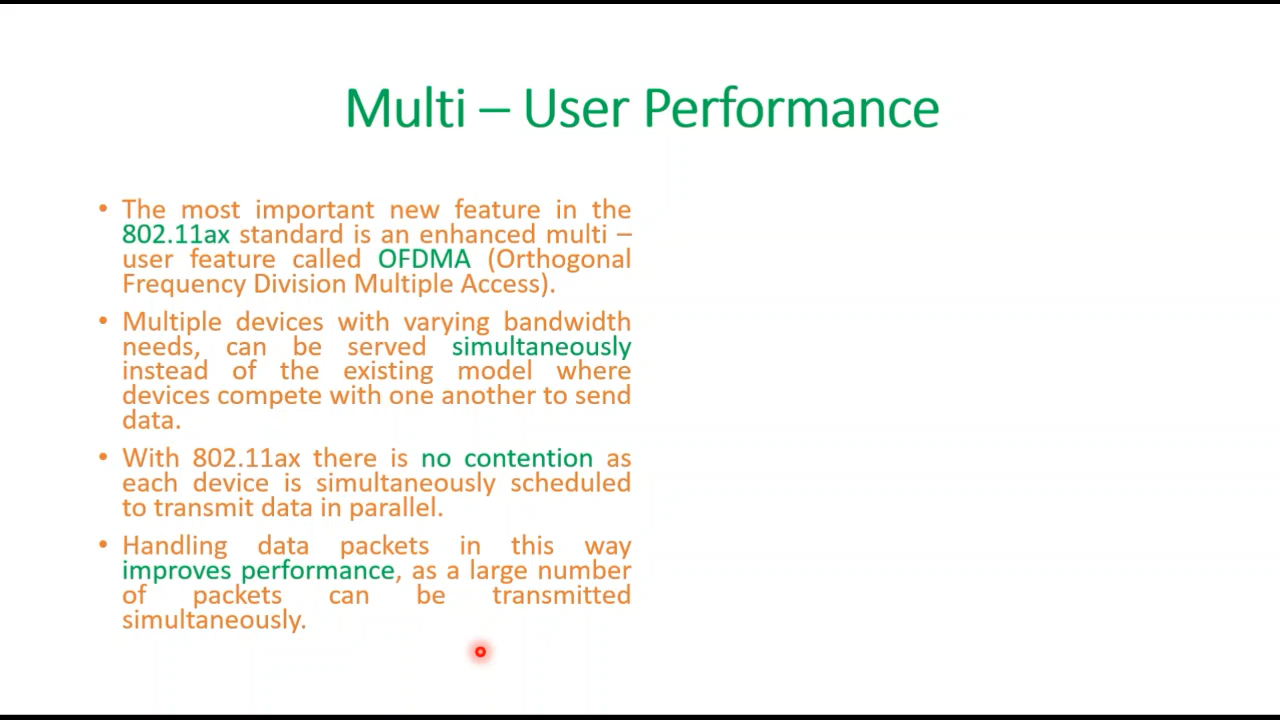 Multi – User Performance
• The most important new feature in the
802.11ax standard is an enhanced multi –
user feature called OFDMA (Orthogonal
Frequency Division Multiple Access).
• Multiple devices with varying bandwidth
needs, can be served simultaneously
instead of the existing model where
devices compete with one another to send
data.
• With 802.11ax there is no contention as
each device is simultaneously scheduled
to transmit data in parallel.
• Handling data packets in this way
improves performance, as a large number
of packets can be transmitted
simultaneously.